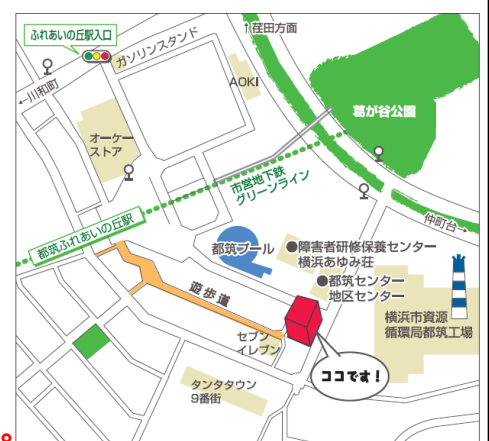 ふれあいの丘駅入口
ガソリンスタンド
↑荏田方面
←川和町
AOKI
葛が谷公園
オーケー
ストア
市営地下鉄
グリーンライン
仲町台→
都筑ふれあいの丘駅
都筑プール
●障害者研修保養センター
横浜あゆみ荘
●都筑センター
地区センター
遊歩道
横浜市資源
循環局都筑工場
セブン
イレブン
ココです!
タンタタウン
9番街